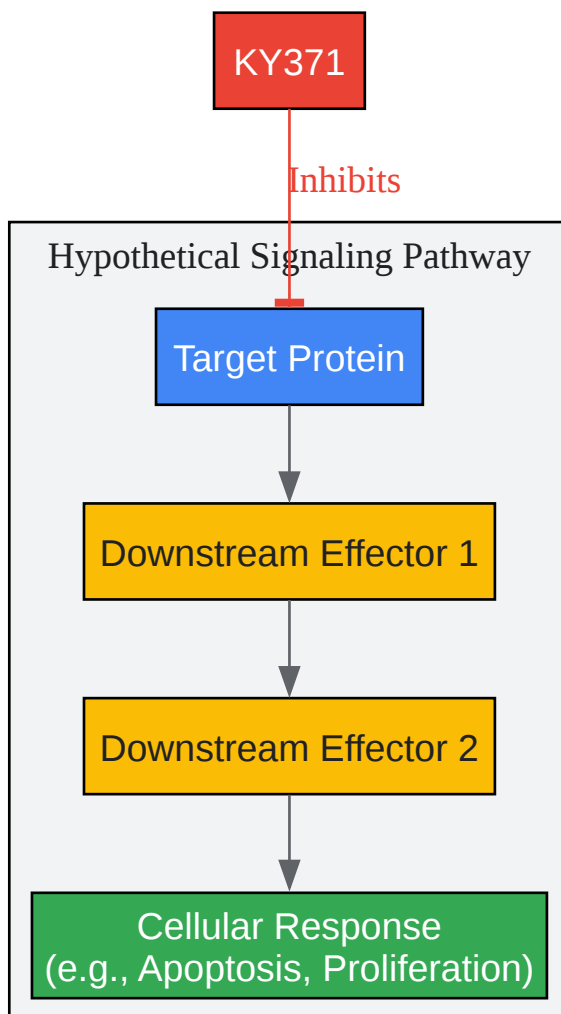 KY371
Inhibits
Hypothetical Signaling Pathway
Target Protein
Downstream Effector 1
Downstream Effector 2
Cellular Response
(e.g., Apoptosis, Proliferation)